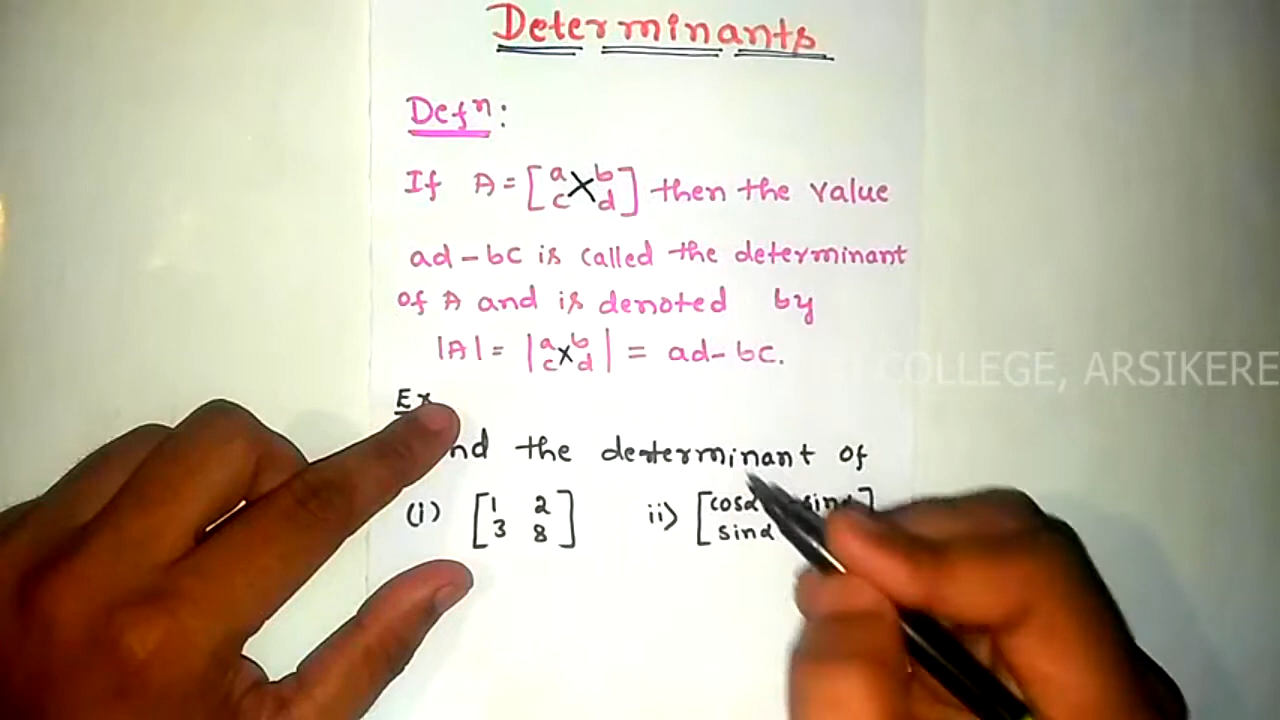 Determinants
Defⁿ:
If A = [a b c d] then the value
ad - bc is called the determinant
of A and is denoted by
|A| = |a b c d| = ad - bc.
COLLEGE, ARSIKERE
Ex
the determinant of
(i) [1 2 3 8] ii) [cosα sinα